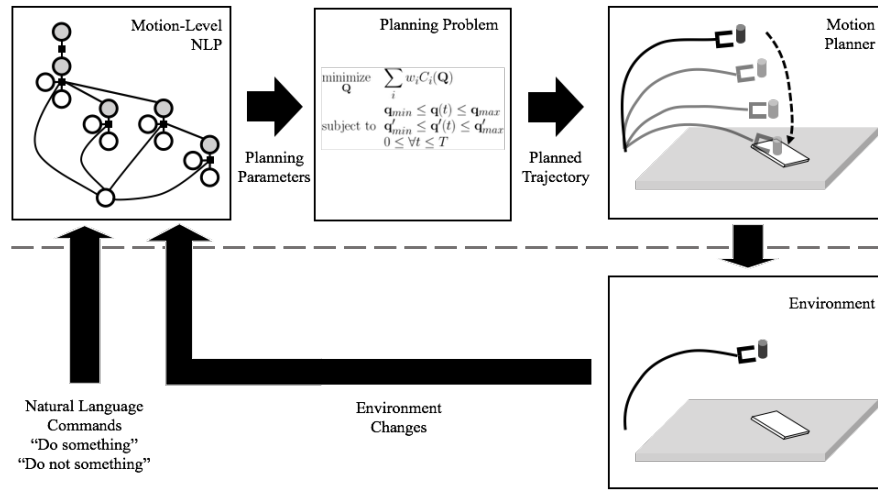 Motion-Level
NLP
Planning
Parameters
Planning Problem
minimize Q ∑ i w_i C_i(Q)
q_min ≤ q(t) ≤ q_max
subject to q'_min ≤ q'(t) ≤ q'_max
0 ≤ ∀t ≤ T
Planned
Trajectory
Motion
Planner
Environment
Natural Language
Commands
“Do something”
“Do not something”
Environment
Changes